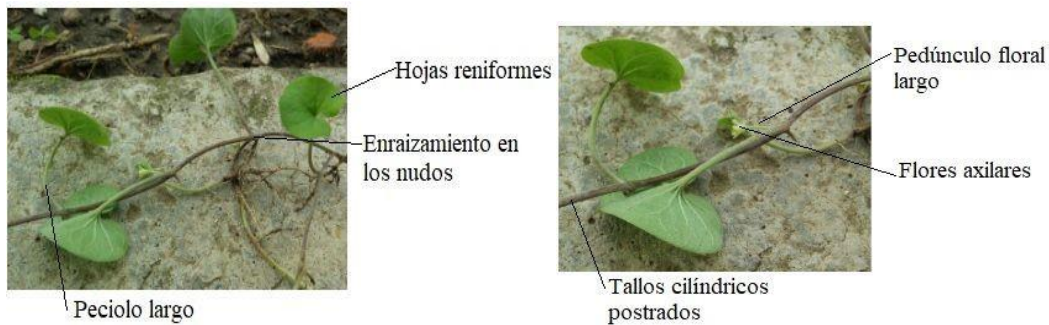 Hojas reniformes
Enraizamiento en
los nudos
Peciolo largo
Pedúnculo floral
largo
Flores axilares
Tallos cilíndricos
postrados